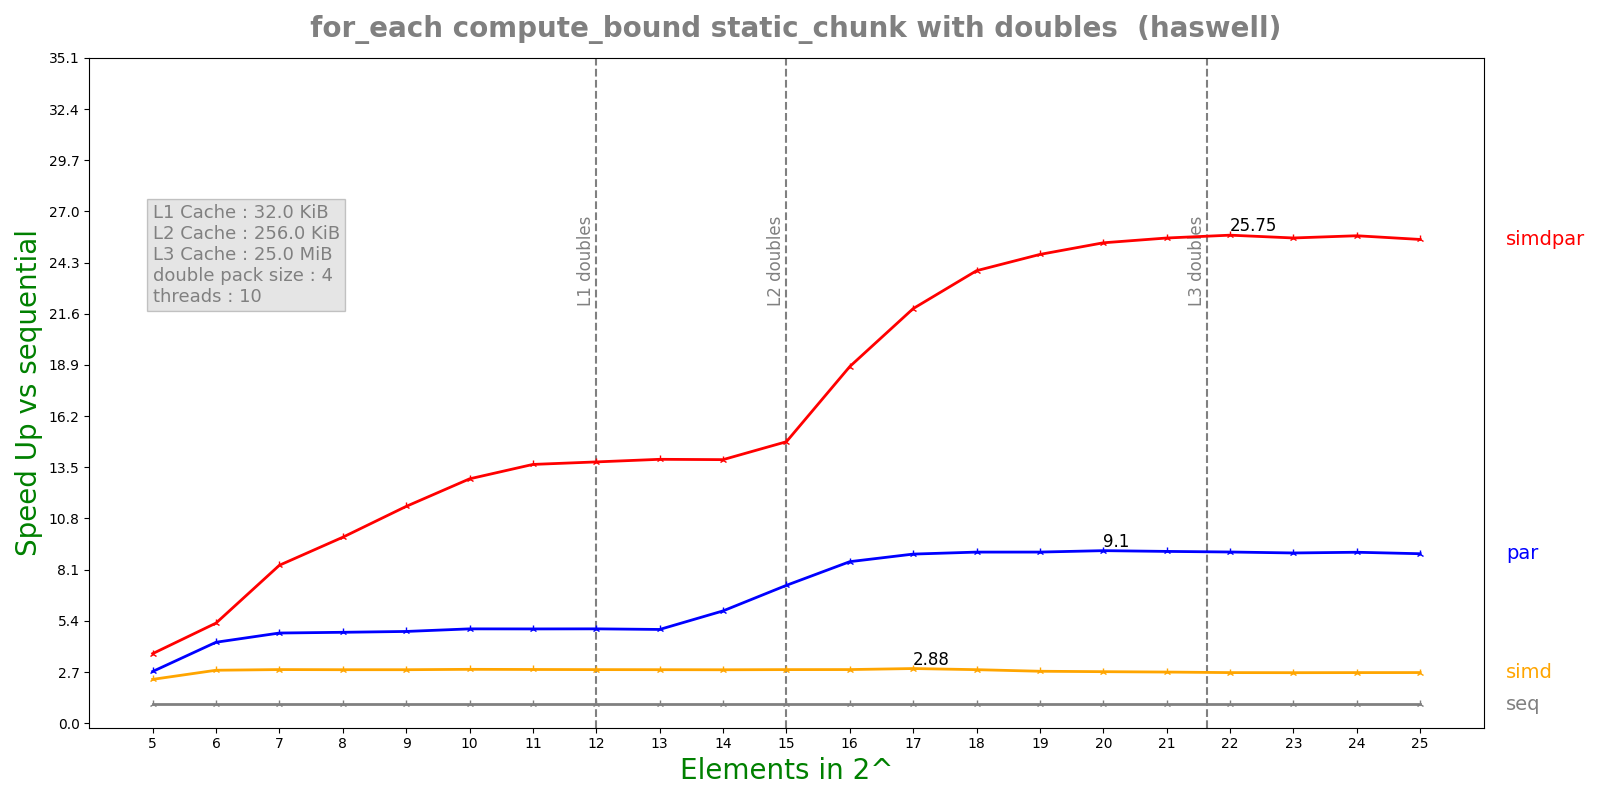 for_each compute_bound static_chunk with doubles  (haswell)
Speed Up vs sequential
35.1
32.4
29.7
27.0
24.3
21.6
18.9
16.2
13.5
10.8
8.1
5.4
2.7
0.0
L1 Cache : 32.0 KiB
L2 Cache : 256.0 KiB
L3 Cache : 25.0 MiB
double pack size : 4
threads : 10
L1 doubles
L2 doubles
L3 doubles
25.75
9.1
2.88
simdpar
par
simd
seq
5 6 7 8 9 10 11 12 13 14 15 16 17 18 19 20 21 22 23 24 25
Elements in 2^